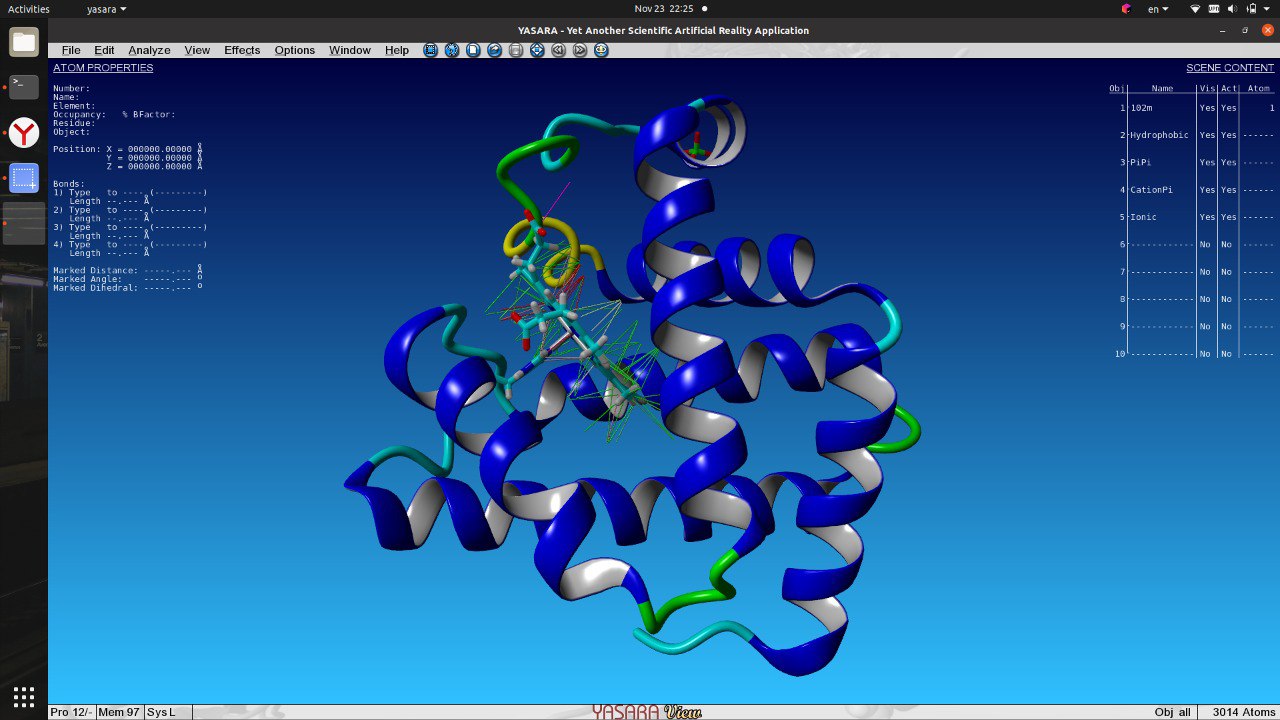 Activities yasara Nov 23 22:25 en
YASARA - Yet Another Scientific Artificial Reality Application
File Edit Analyze View Effects Options Window Help
ATOM PROPERTIES
Number:
Name:
Element:
Occupancy: % BFactor:
Residue:
Object:
Position: X = 000000.00000 Å
Y = 000000.00000 Å
Z = 000000.00000 Å
Bonds:
1) Type to ----,(---------)
Length --.--- Å
2) Type to ----,(---------)
Length --.--- Å
3) Type to ----,(---------)
Length --.--- Å
4) Type to ----,(---------)
Length --.--- Å
Marked Distance: -----.--- Å
Marked Angle: -----.--- º
Marked Dihedral: -----.--- º
SCENE CONTENT
Obj Name Vis Act Atom
1 102m Yes Yes 1
2 Hydrophobic Yes Yes ------
3 PiPi Yes Yes ------
4 CationPi Yes Yes ------
5 Ionic Yes Yes ------
6 ------------ No No ------
7 ------------ No No ------
8 ------------ No No ------
9 ------------ No No ------
10 ------------ No No ------
Pro 12/- Mem 97 Sys L YASARA View Obj all 3014 Atoms